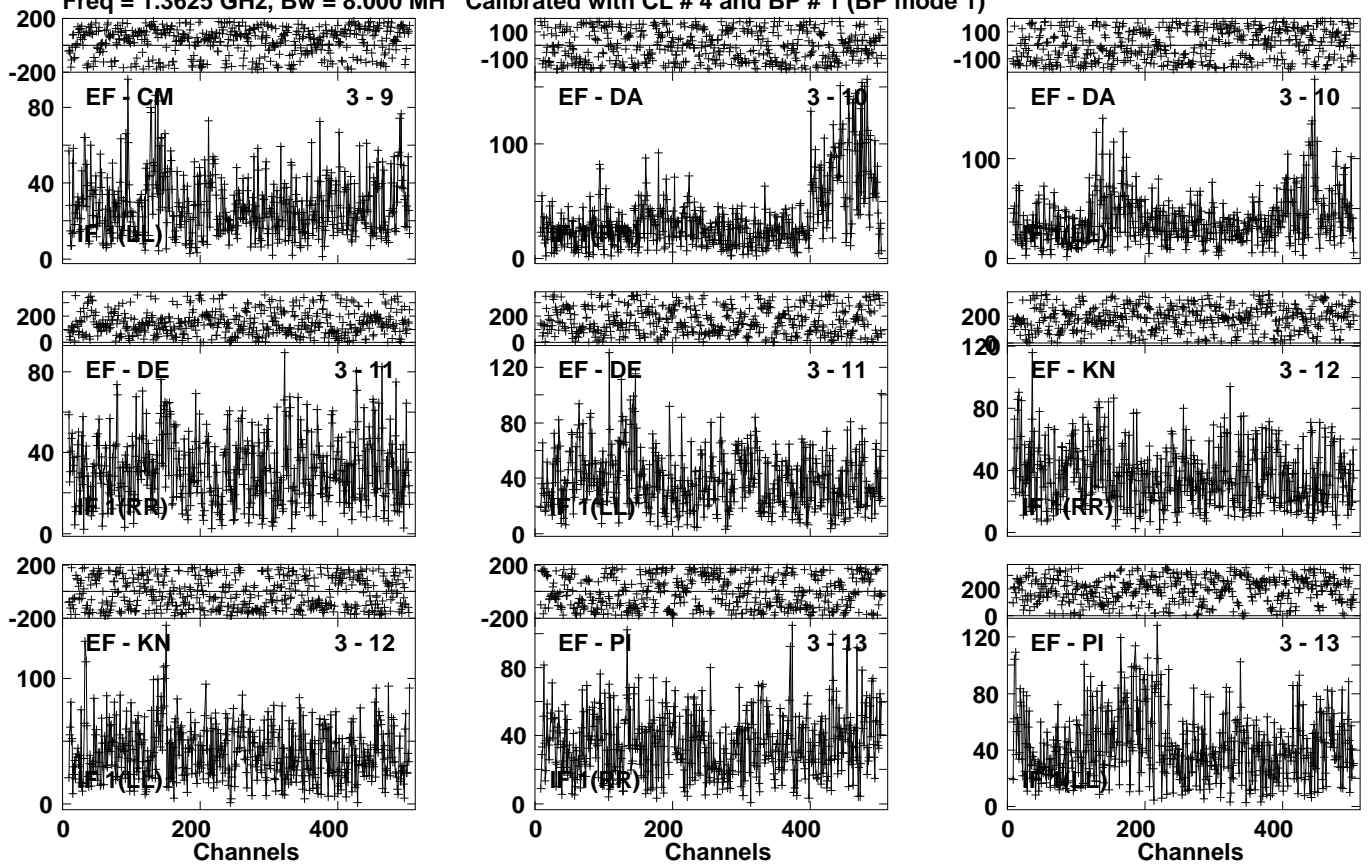 Freq = 1.3625 GHz, Bw = 8.000 MH Calibrated with CL # 4 and BP # 1 (BP mode 1)
200
-200
EF - CM 3 - 9
80
40
0
IF 1(LL)
100
-100
EF - DA 3 - 10
100
0
100
-100
EF - DA 3 - 10
100
0
200
0
EF - DE 3 - 11
80
40
0
IF 1(RR)
200
0
EF - DE 3 - 11
120
80
40
0
IF 1(LL)
200
0
EF - KN 3 - 12
120
80
40
0
IF 1(RR)
200
-200
EF - KN 3 - 12
100
0
IF 1(LL)
0 200 400
Channels
200
-200
EF - PI 3 - 13
80
40
0
IF 1(RR)
0 200 400
Channels
200
0
EF - PI 3 - 13
120
80
40
0
IF 1(LL)
0 200 400
Channels